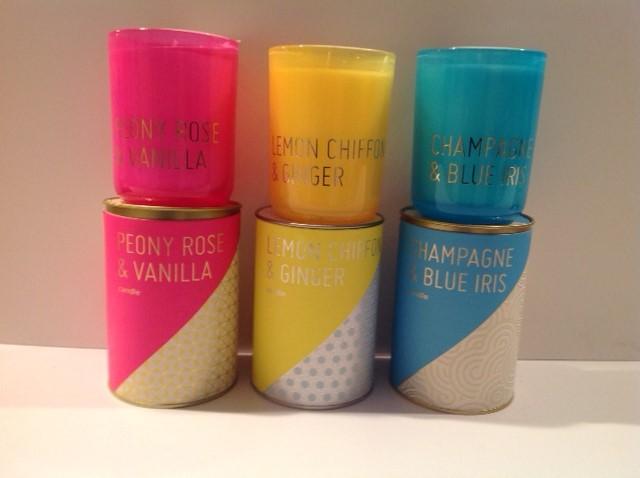 PEONY ROSE
& VANILLA
LEMON CHIFFON
& GINGER
CHAMPAGNE
& BLUE IRIS
PEONY ROSE
& VANILLA
candle
LEMON CHIFFON
& GINGER
candle
CHAMPAGNE
& BLUE IRIS
candle